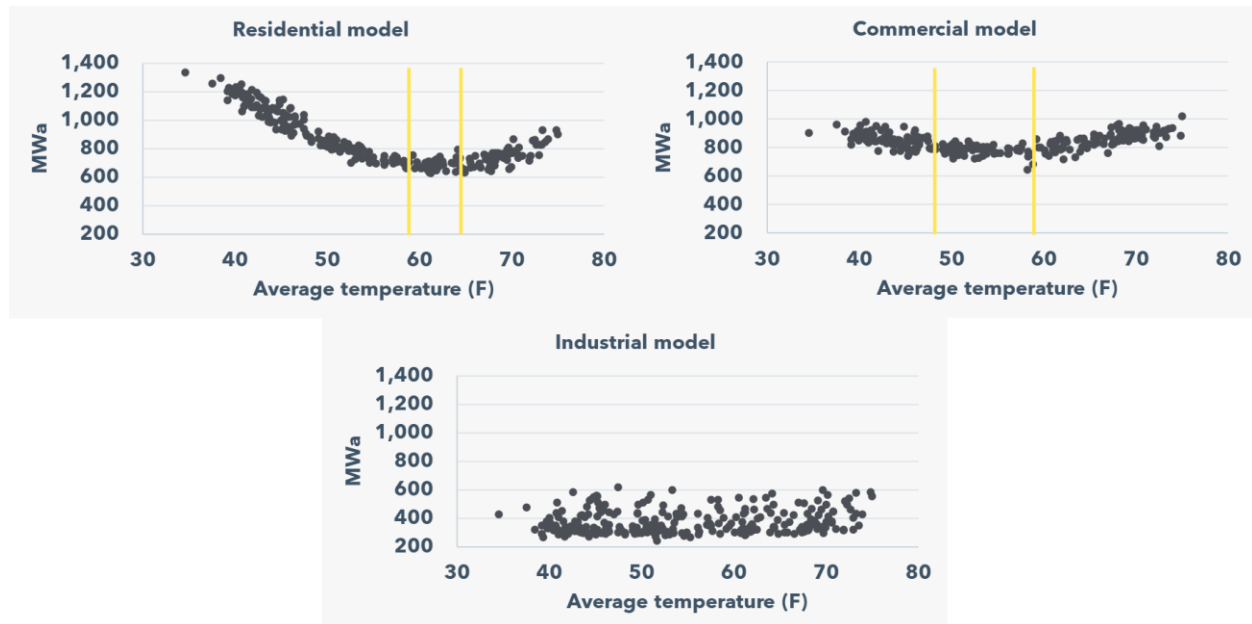 Residential model
1,400
1,200
1,000
800
600
400
200
MWa
30 40 50 60 70 80
Average temperature (F)
Commercial model
1,400
1,200
1,000
800
600
400
200
MWa
30 40 50 60 70 80
Average temperature (F)
Industrial model
1,400
1,200
1,000
800
600
400
200
MWa
30 40 50 60 70 80
Average temperature (F)